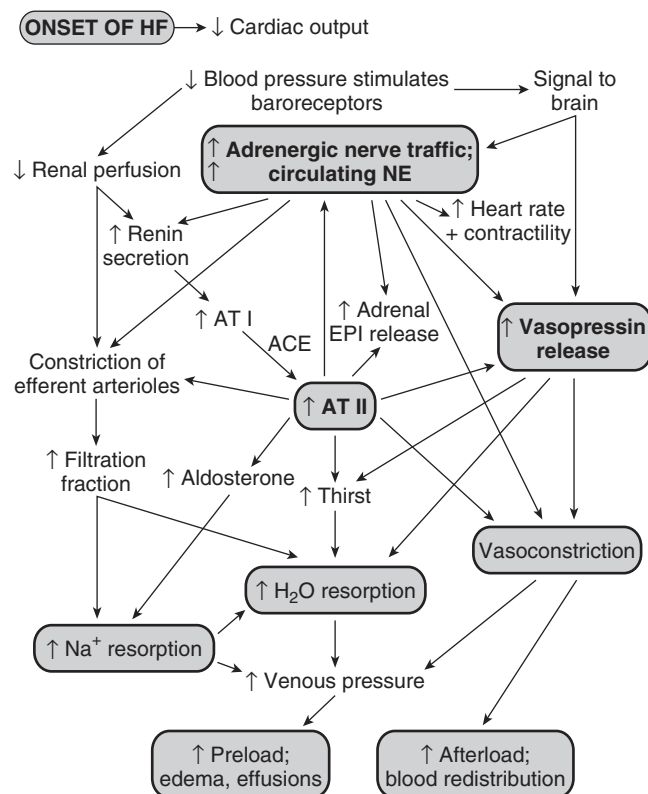 ONSET OF HF
↓ Cardiac output
↓ Blood pressure stimulates
baroreceptors
Signal to
brain
↑ Adrenergic nerve traffic;
↑ circulating NE
↓ Renal perfusion
↑ Heart rate
+ contractility
↑ Renin
secretion
↑ AT I
↑ Adrenal
EPI release
↑ Vasopressin
release
ACE
Constriction of
efferent arterioles
↑ AT II
↑ Filtration
fraction
↑ Aldosterone
↑ Thirst
Vasoconstriction
↑ H₂O resorption
↑ Na⁺ resorption
↑ Venous pressure
↑ Preload;
edema, effusions
↑ Afterload;
blood redistribution